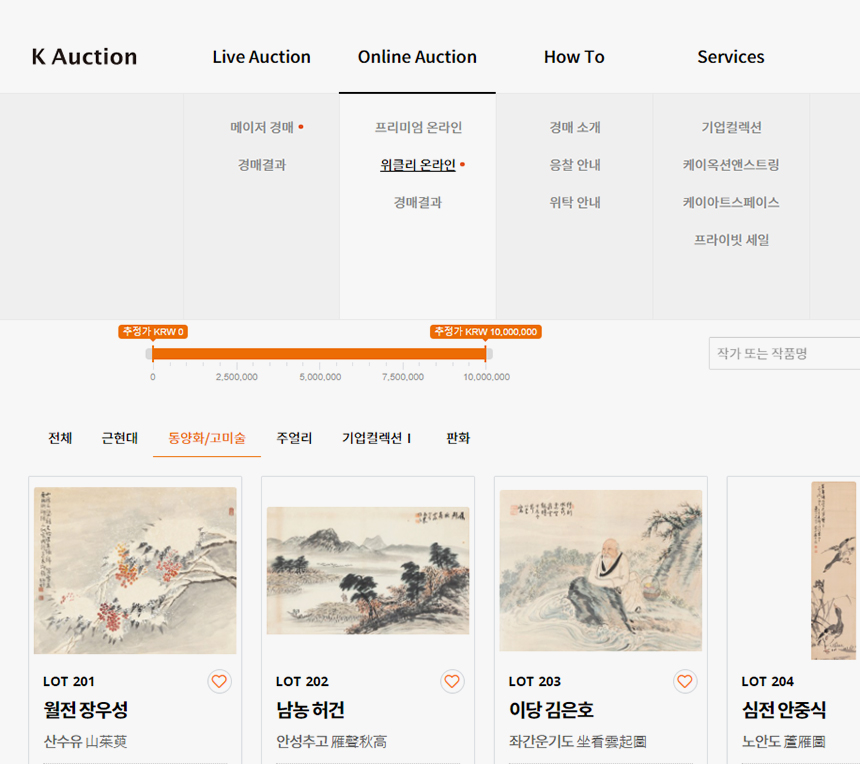 K Auction
Live Auction
Online Auction
How To
Services
메이저 경매
경매결과
프리미엄 온라인
위클리 온라인
경매결과
경매 소개
응찰 안내
위탁 안내
기업컬렉션
케이옥션앤스트링
케이아트스페이스
프라이빗 세일
추정가 KRW 0
추정가 KRW 10,000,000
0 2,500,000 5,000,000 7,500,000 10,000,000
작가 또는 작품명
전체 근현대 동양화/고미술 주얼리 기업컬렉션 I 판화
LOT 201
월전 장우성
산수유 山茱萸
LOT 202
남농 허건
안성추고 雁聲秋高
LOT 203
이당 김은호
좌간운기도 坐看雲起圖
LOT 204
심전 안중식
노안도 蘆雁圖